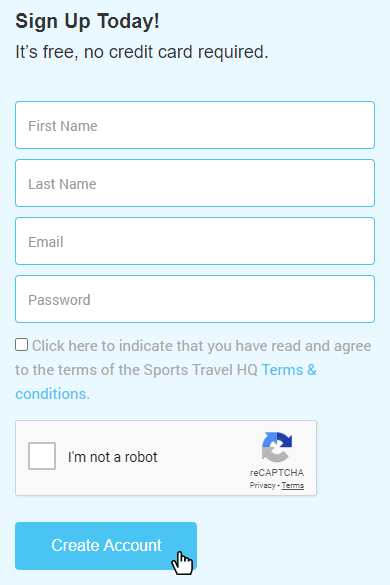 Sign Up Today!
It's free, no credit card required.
First Name
Last Name
Email
Password
Click here to indicate that you have read and agree
to the terms of the Sports Travel HQ Terms &
conditions.
I'm not a robot
reCAPTCHA
Privacy - Terms
Create Account